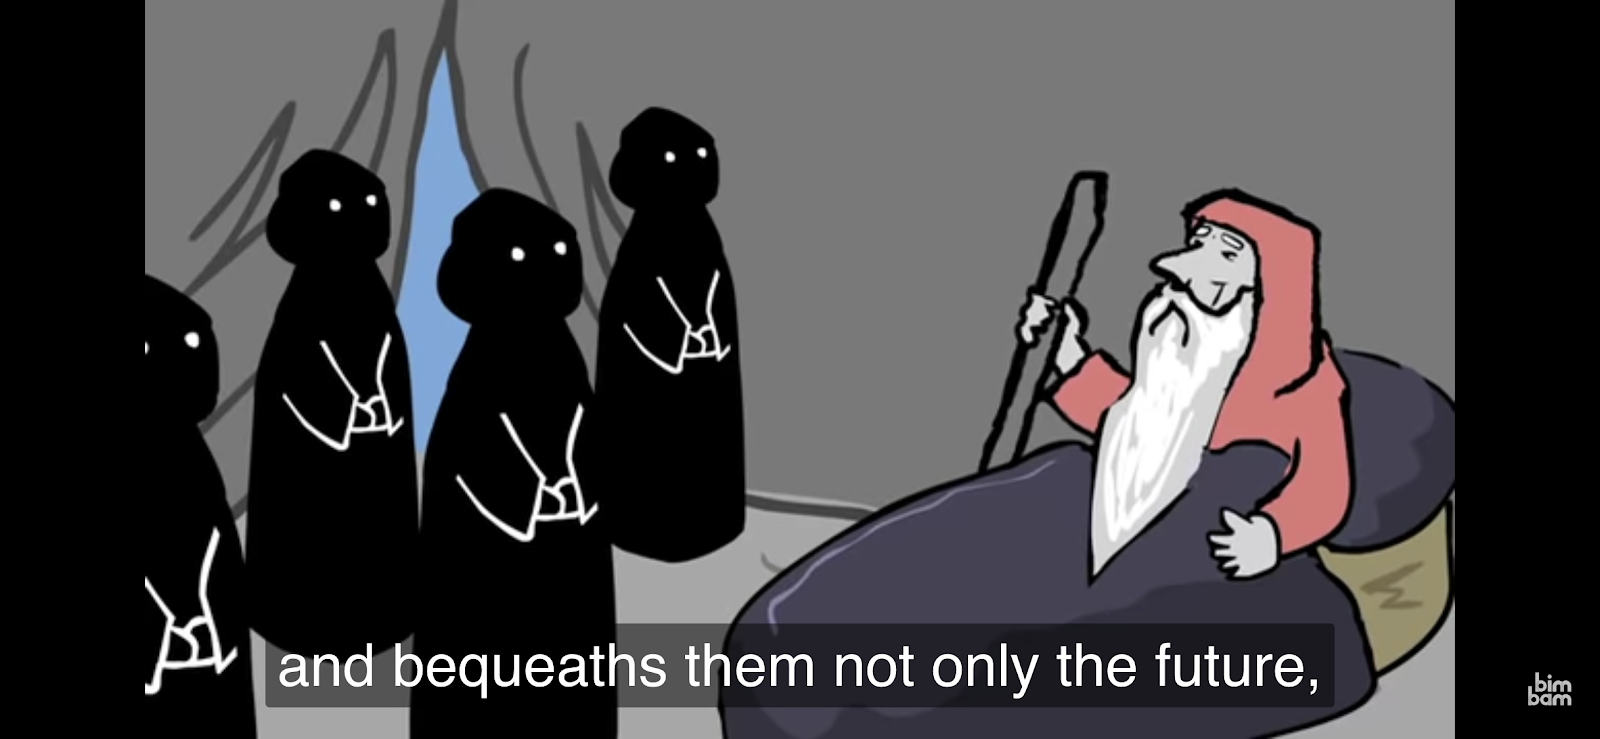 and bequeaths them not only the future,
bim
bam